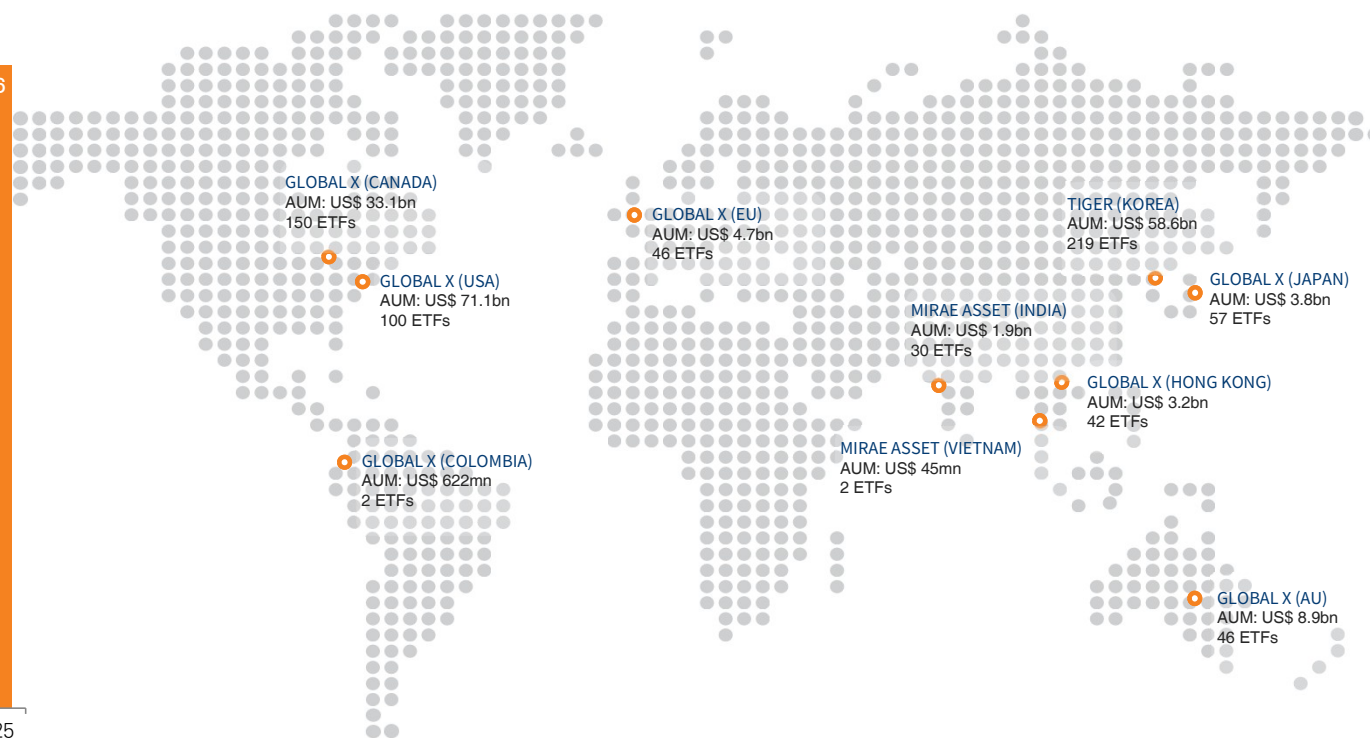 6
GLOBAL X (CANADA)
AUM: US$ 33.1bn
150 ETFs
GLOBAL X (USA)
AUM: US$ 71.1bn
100 ETFs
GLOBAL X (COLOMBIA)
AUM: US$ 622mn
2 ETFs
GLOBAL X (EU)
AUM: US$ 4.7bn
46 ETFs
TIGER (KOREA)
AUM: US$ 58.6bn
219 ETFs
GLOBAL X (JAPAN)
AUM: US$ 3.8bn
57 ETFs
MIRAE ASSET (INDIA)
AUM: US$ 1.9bn
30 ETFs
GLOBAL X (HONG KONG)
AUM: US$ 3.2bn
42 ETFs
MIRAE ASSET (VIETNAM)
AUM: US$ 45mn
2 ETFs
GLOBAL X (AU)
AUM: US$ 8.9bn
46 ETFs
25